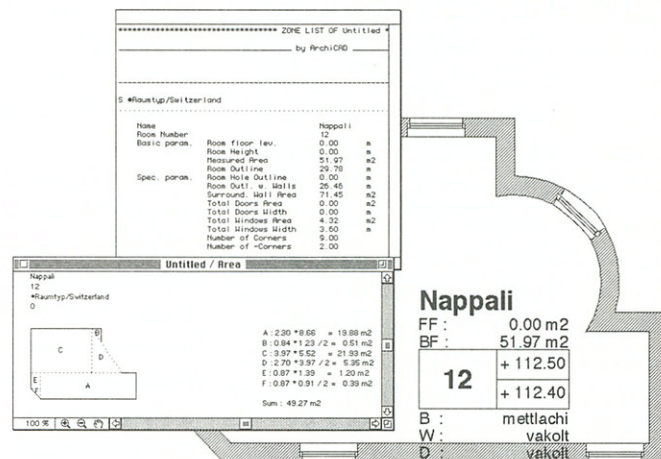 ******************************** ZONE LIST OF Untitled *
by ArchiCAD
S *Raumtyp/Switzerland
Name Nappali
Room Number 12
Basic param. Room floor lev. 0.00 m
Room Height 0.00 m
Measured Area 51.97 m2
Room Outline 29.78 m
Spec. param. Room Hole Outline 0.00 m
Room Outl. w. Walls 26.46 m
Surround. Wall Area 71.45 m2
Total Doors Area 0.00 m2
Total Doors Width 0.00 m
Total Windows Area 4.32 m2
Total Windows Width 3.60 m
Number of Corners 9.00
Number of -Corners 2.00
Untitled / Area
Nappali
12
*Raumtyp/Switzerland
0
B
C
D
E
A
F
A : 2.30 *8.66 = 19.88 m2
B : 0.84 *1.23 /2 = 0.51 m2
C : 3.97 *5.52 = 21.93 m2
D : 2.70 *3.97 /2 = 5.35 m2
E : 0.87 *1.39 = 1.20 m2
F : 0.87 *0.91 /2 = 0.39 m2
Sum : 49.27 m2
100 %
Nappali
FF : 0.00 m2
BF : 51.97 m2
12
+ 112.50
+ 112.40
B : mettlachi
W : vakolt
D : vakolt